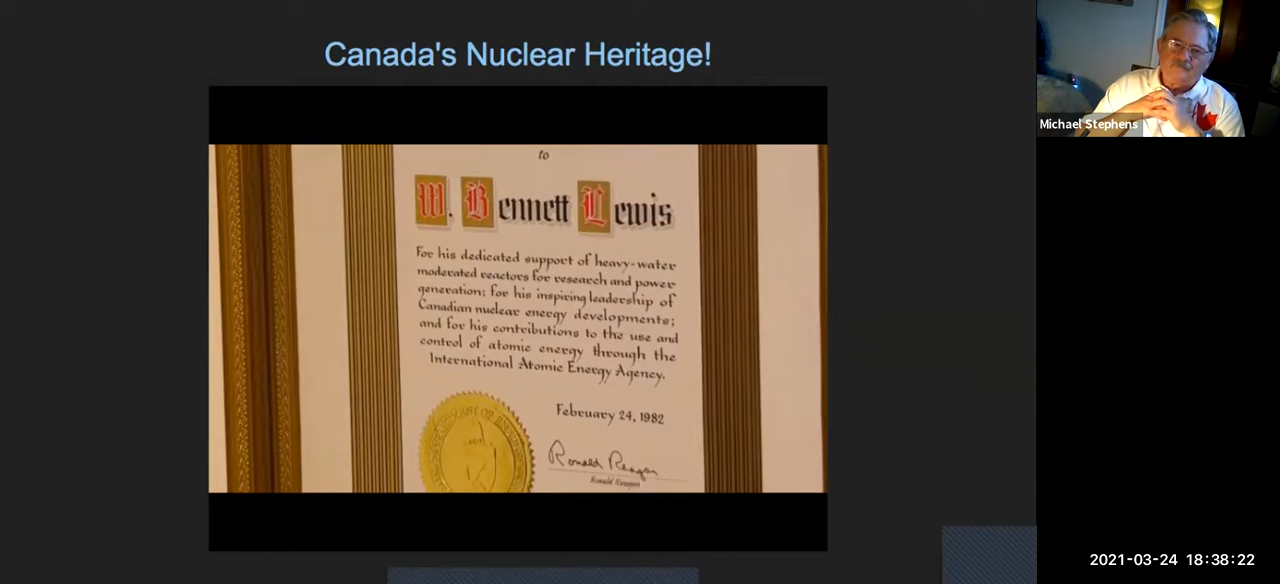 Canada's Nuclear Heritage!
to
W. Bennett Lewis
For his dedicated support of heavy-water
moderated reactors for research and power
generation; for his inspiring leadership of
Canadian nuclear energy developments;
and for his contributions to the use and
control of atomic energy through the
International Atomic Energy Agency.
February 24, 1982
Ronald Reagan
Ronald Reagan
Michael Stephens
2021-03-24 18:38:22